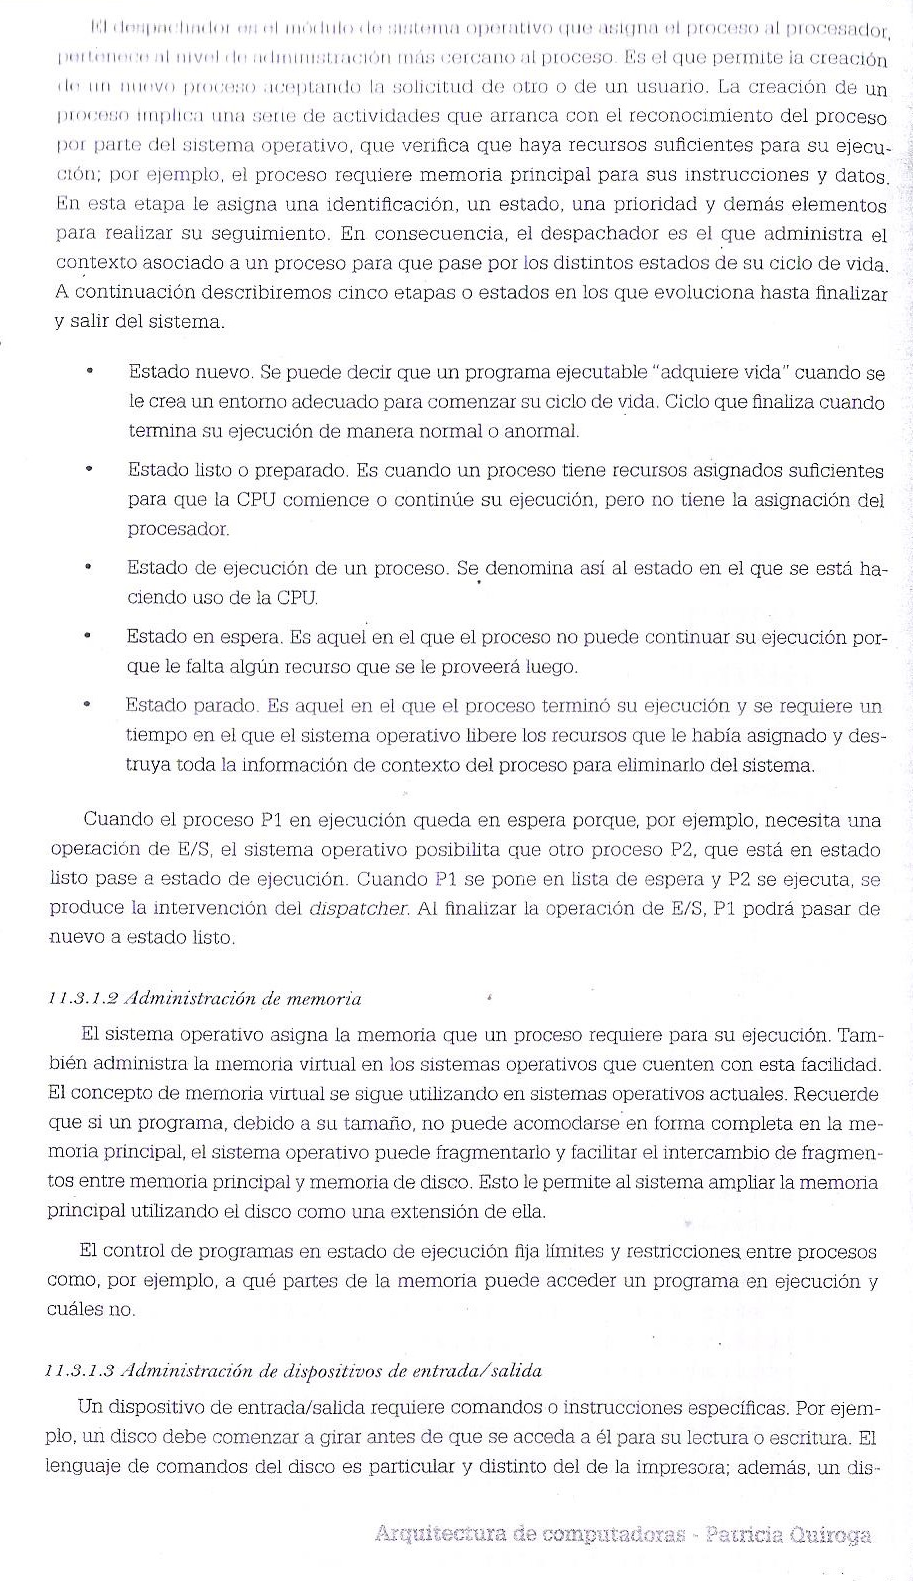 El despachador es el módulo de sistema operativo que asigna el proceso al procesador,
pertenece al nivel de administración más cercano al proceso. Es el que permite la creación
de un nuevo proceso aceptando la solicitud de otro o de un usuario. La creación de un
proceso implica una serie de actividades que arranca con el reconocimiento del proceso
por parte del sistema operativo, que verifica que haya recursos suficientes para su ejecu-
ción; por ejemplo, el proceso requiere memoria principal para sus instrucciones y datos.
En esta etapa le asigna una identificación, un estado, una prioridad y demás elementos
para realizar su seguimiento. En consecuencia, el despachador es el que administra el
contexto asociado a un proceso para que pase por los distintos estados de su ciclo de vida.
A continuación describiremos cinco etapas o estados en los que evoluciona hasta finalizar
y salir del sistema.
• Estado nuevo. Se puede decir que un programa ejecutable "adquiere vida" cuando se
le crea un entorno adecuado para comenzar su ciclo de vida. Ciclo que finaliza cuando
termina su ejecución de manera normal o anormal.
• Estado listo o preparado. Es cuando un proceso tiene recursos asignados suficientes
para que la CPU comience o continúe su ejecución, pero no tiene la asignación del
procesador.
• Estado de ejecución de un proceso. Se denomina así al estado en el que se está ha-
ciendo uso de la CPU.
• Estado en espera. Es aquel en el que el proceso no puede continuar su ejecución por-
que le falta algún recurso que se le proveerá luego.
• Estado parado. Es aquel en el que el proceso terminó su ejecución y se requiere un
tiempo en el que el sistema operativo libere los recursos que le había asignado y des-
truya toda la información de contexto del proceso para eliminarlo del sistema.
Cuando el proceso P1 en ejecución queda en espera porque, por ejemplo, necesita una
operación de E/S, el sistema operativo posibilita que otro proceso P2, que está en estado
listo pase a estado de ejecución. Cuando P1 se pone en lista de espera y P2 se ejecuta, se
produce la intervención del dispatcher. Al finalizar la operación de E/S, P1 podrá pasar de
nuevo a estado listo.
11.3.1.2 Administración de memoria
El sistema operativo asigna la memoria que un proceso requiere para su ejecución. Tam-
bién administra la memoria virtual en los sistemas operativos que cuenten con esta facilidad.
El concepto de memoria virtual se sigue utilizando en sistemas operativos actuales. Recuerde
que si un programa, debido a su tamaño, no puede acomodarse en forma completa en la me-
moria principal, el sistema operativo puede fragmentarlo y facilitar el intercambio de fragmen-
tos entre memoria principal y memoria de disco. Esto le permite al sistema ampliar la memoria
principal utilizando el disco como una extensión de ella.
El control de programas en estado de ejecución fija límites y restricciones entre procesos
como, por ejemplo, a qué partes de la memoria puede acceder un programa en ejecución y
cuáles no.
11.3.1.3 Administración de dispositivos de entrada/salida
Un dispositivo de entrada/salida requiere comandos o instrucciones específicas. Por ejem-
plo, un disco debe comenzar a girar antes de que se acceda a él para su lectura o escritura. El
lenguaje de comandos del disco es particular y distinto del de la impresora; además, un dis-
Arquitectura de computadoras - Patricia Quiroga